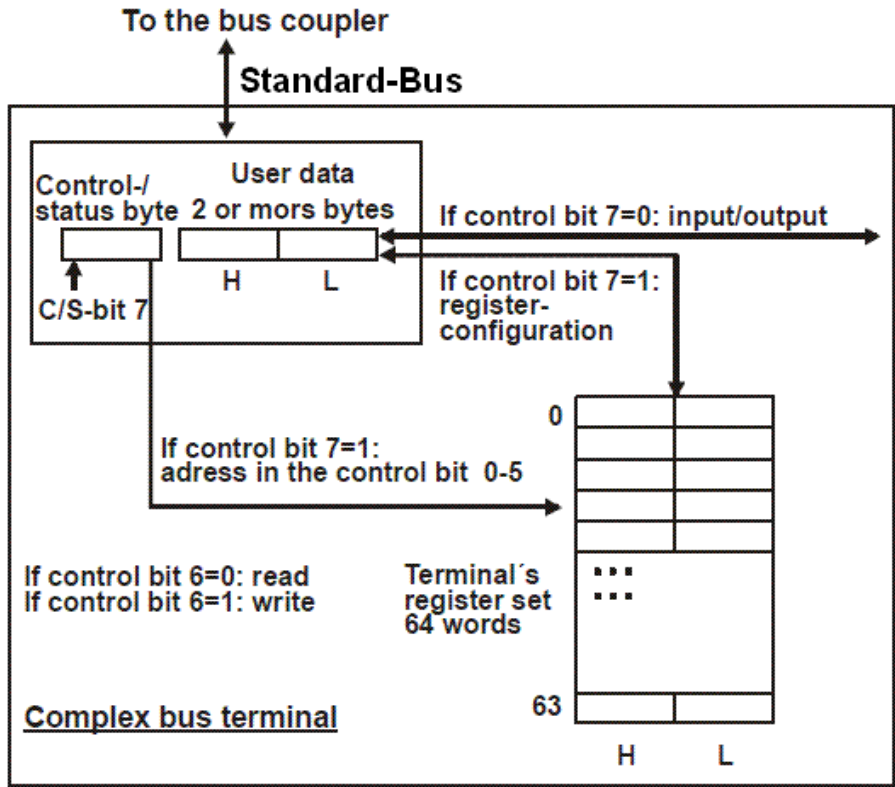 To the bus coupler
Standard-Bus
Control-/
status byte
User data
2 or mors bytes
H L
C/S-bit 7
If control bit 7=0: input/output
If control bit 7=1:
register-
configuration
If control bit 7=1:
adress in the control bit 0-5
0
If control bit 6=0: read
If control bit 6=1: write
Terminal´s
register set
64 words
63
H L
Complex bus terminal